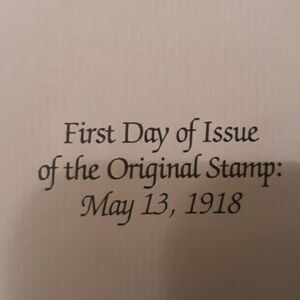 First Day of Issue
of the Original Stamp:
May 13, 1918